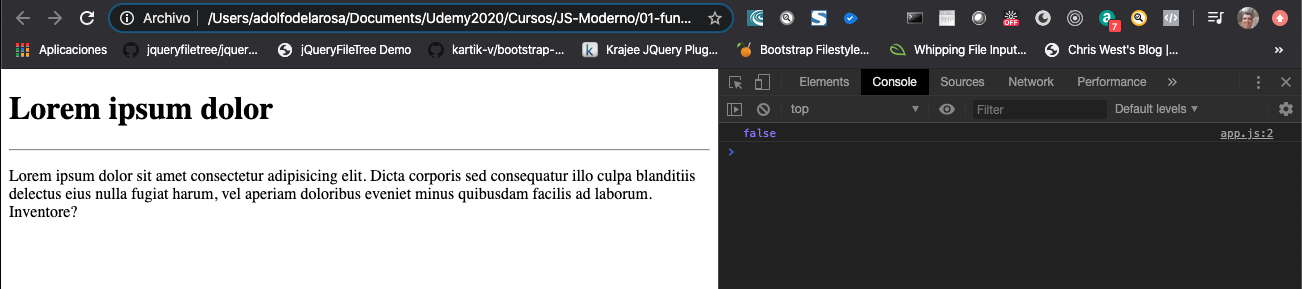 Archivo /Users/adolfodelarosa/Documents/Udemy2020/Cursos/JS-Moderno/01-fun... OFF a 7
Aplicaciones jqueryfiletree/jquer... jQueryFileTree Demo kartik-v/bootstrap-... k Krajee JQuery Plug... Bootstrap Filestyle... Whipping File Input... Chris West's Blog |... »
Elements Console Sources Network Performance »
top Filter Default levels
false app.js:2
Lorem ipsum dolor
Lorem ipsum dolor sit amet consectetur adipisicing elit. Dicta corporis sed consequatur illo culpa blanditiis
delectus eius nulla fugiat harum, vel aperiam doloribus eveniet minus quibusdam facilis ad laborum.
Inventore?